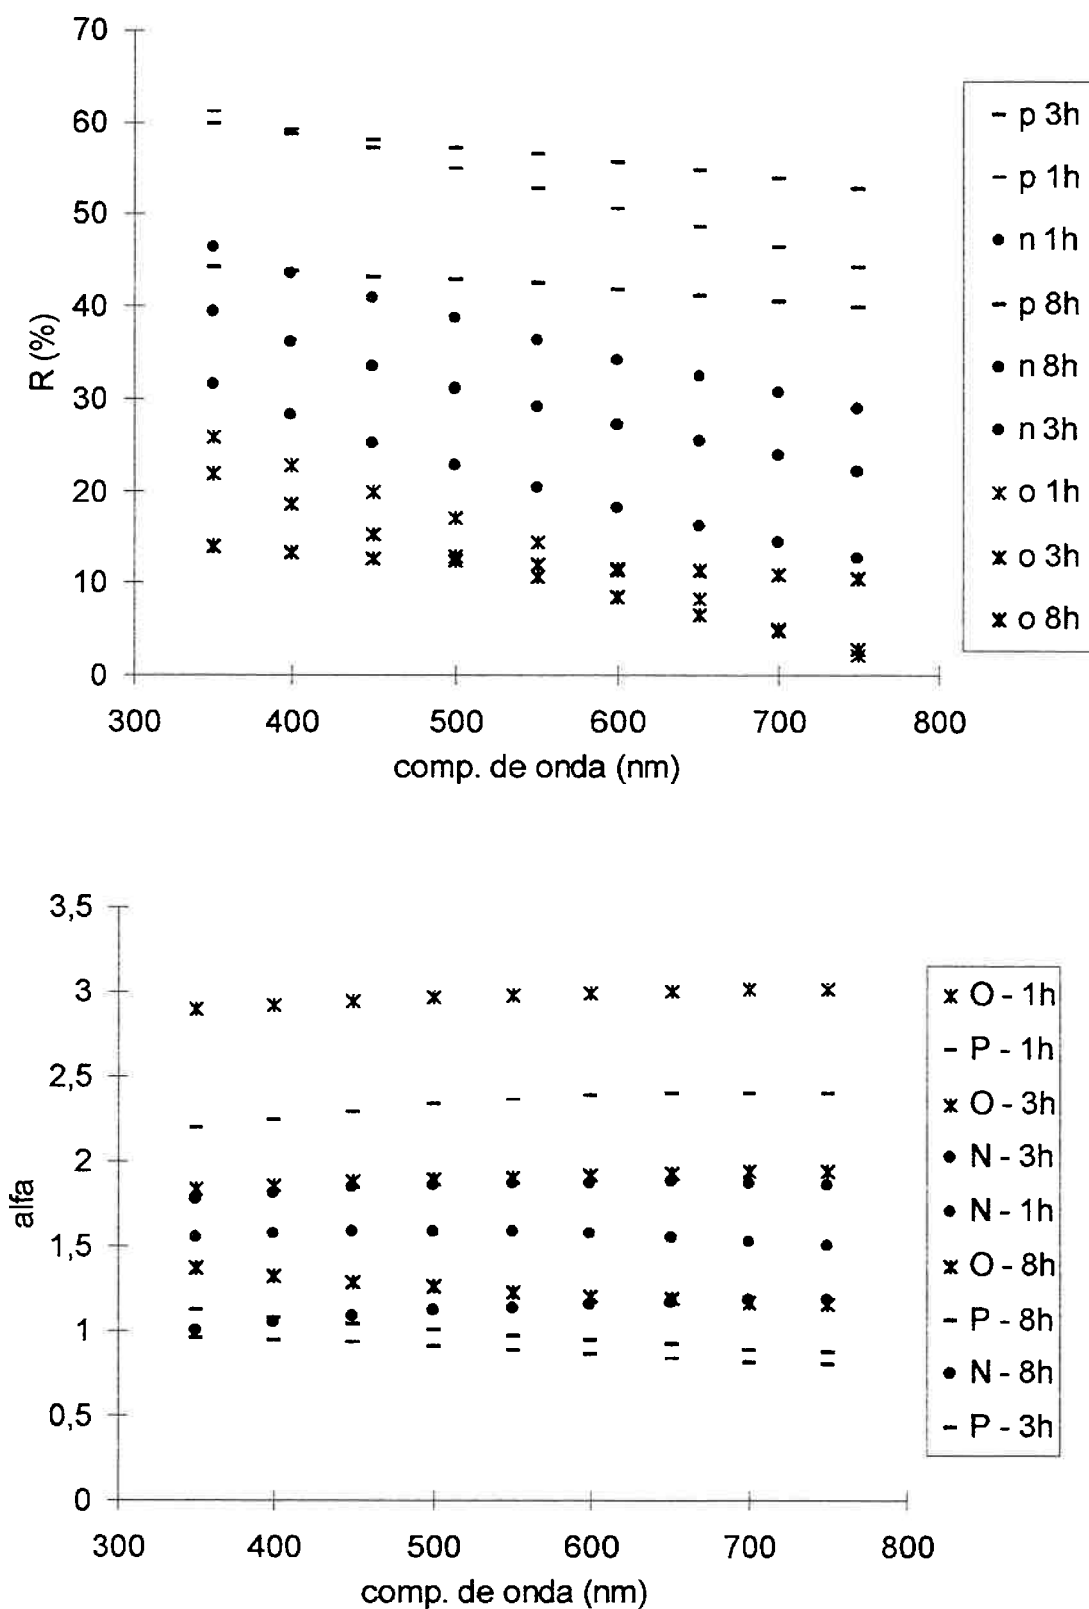 70
60
50
40
30
20
10
0
R (%)
300 400 500 600 700 800
comp. de onda (nm)
p 3h
p 1h
n 1h
p 8h
n 8h
n 3h
o 1h
o 3h
o 8h
3,5
3
2,5
2
1,5
1
0,5
0
alfa
300 400 500 600 700 800
comp. de onda (nm)
O - 1h
P - 1h
O - 3h
N - 3h
N - 1h
O - 8h
P - 8h
N - 8h
P - 3h